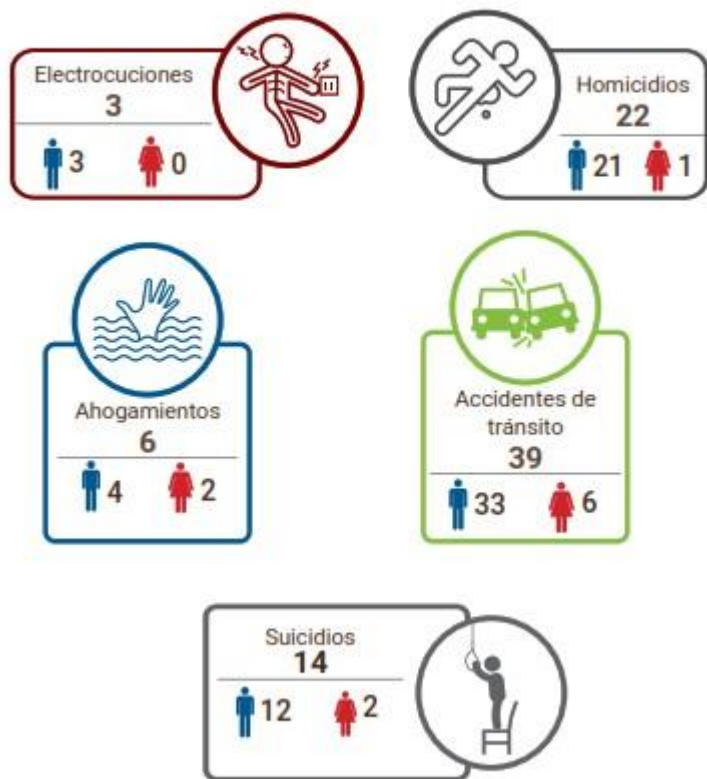 Electrocuciones
3
3 0
Homicidios
22
21 1
Ahogamientos
6
4 2
Accidentes de
tránsito
39
33 6
Suicidios
14
12 2